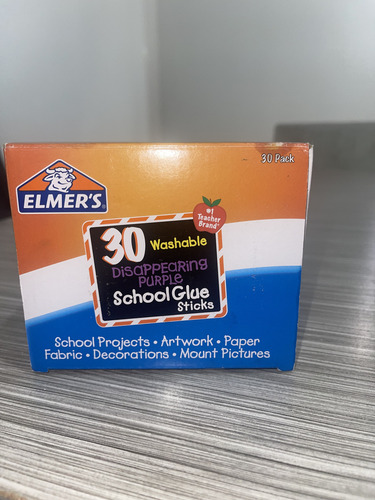 30 Pack
ELMER'S
#1
Teacher
Brand
30 Washable
DISAPPEARING
PURPLE
School Glue
Sticks
School Projects • Artwork • Paper
Fabric • Decorations • Mount Pictures